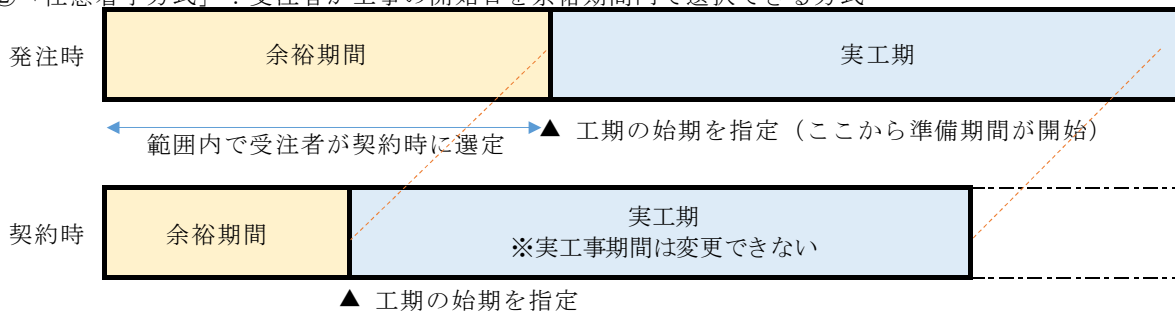 「任意着手方式」：受注者が工事の開始日を余裕期間内で選択できる方式
発注時
余裕期間
実工期
範囲内で受注者が契約時に選定
▲ 工期の始期を指定（ここから準備期間が開始）
契約時
余裕期間
実工期
※実工事期間は変更できない
▲ 工期の始期を指定